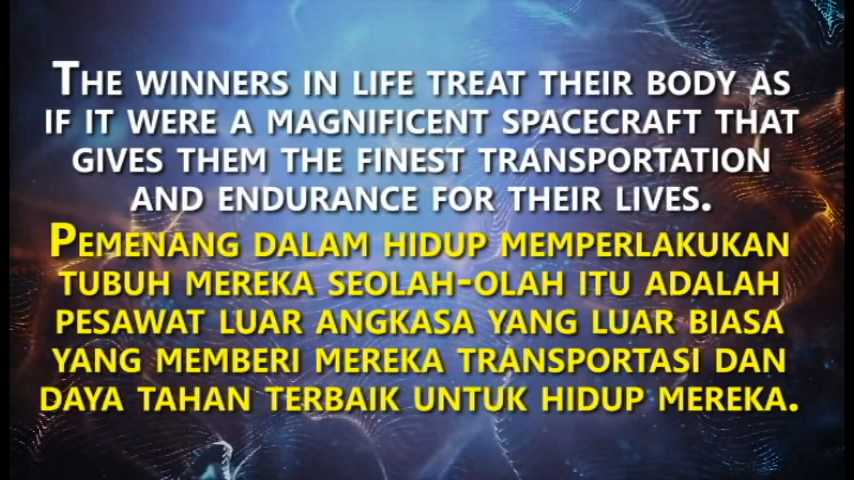 The winners in life treat their body as
if it were a magnificent spacecraft that
gives them the finest transportation
and endurance for their lives.
Pemenang dalam hidup memperlakukan
tubuh mereka seolah-olah itu adalah
pesawat luar angkasa yang luar biasa
yang memberi mereka transportasi dan
daya tahan terbaik untuk hidup mereka.